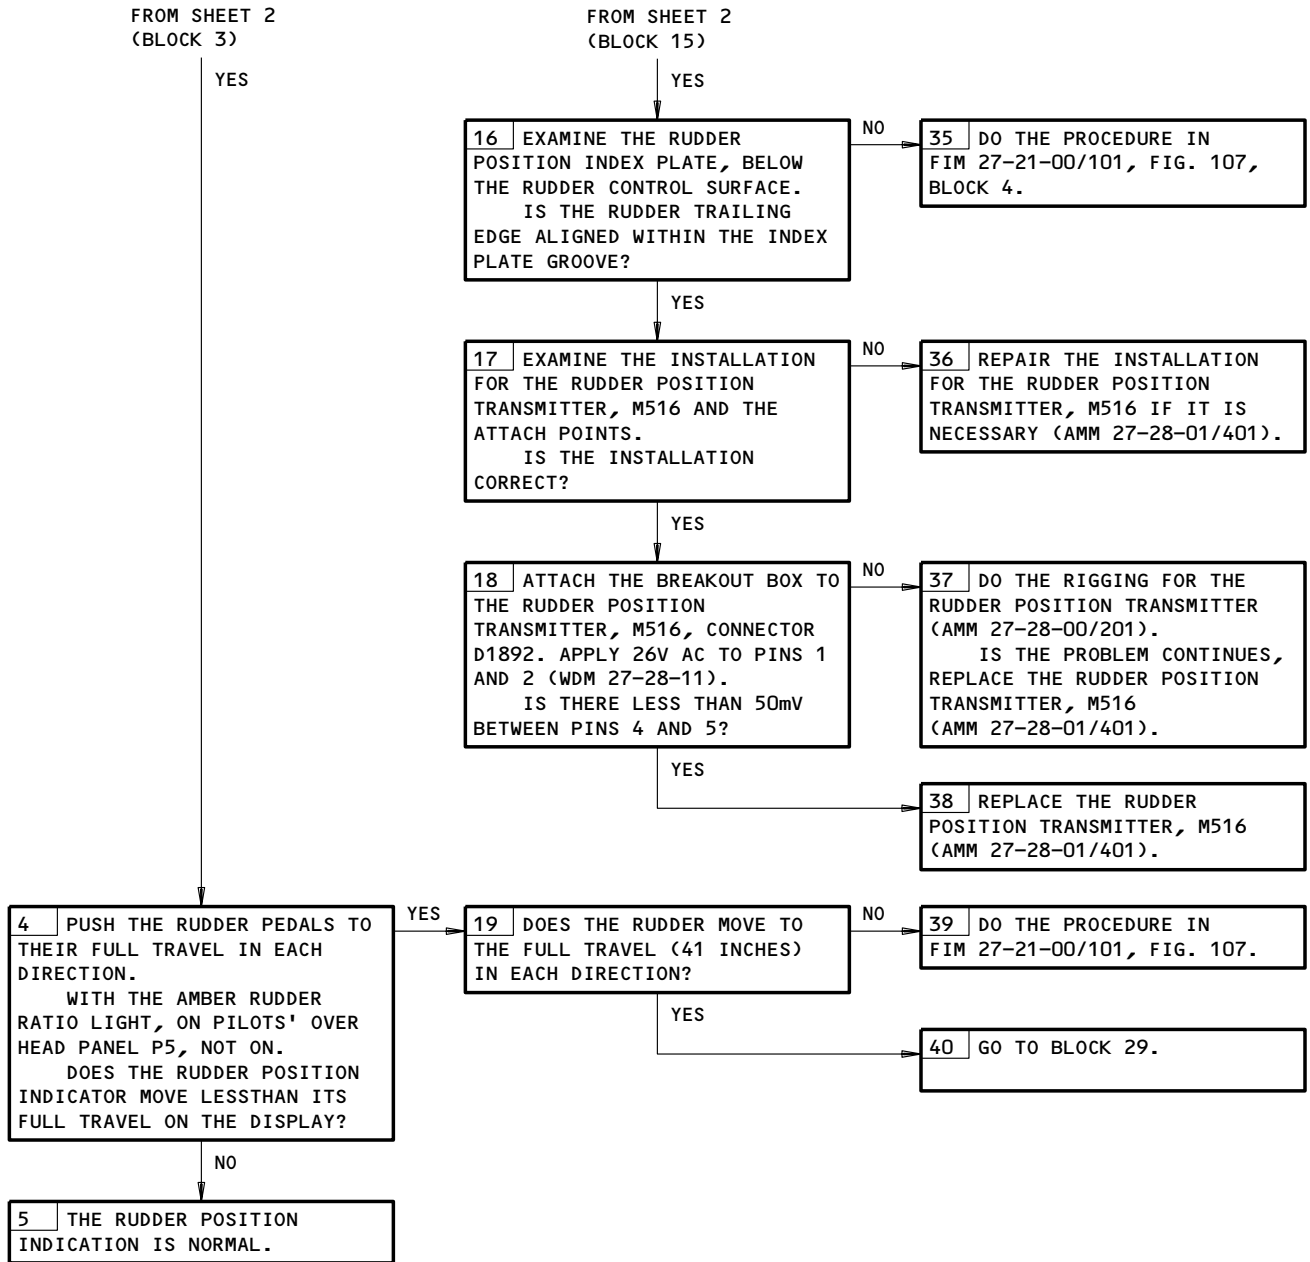 FROM SHEET 2
(BLOCK 3)
YES
FROM SHEET 2
(BLOCK 15)
YES
16 EXAMINE THE RUDDER
POSITION INDEX PLATE, BELOW
THE RUDDER CONTROL SURFACE.
IS THE RUDDER TRAILING
EDGE ALIGNED WITHIN THE INDEX
PLATE GROOVE?
NO
35 DO THE PROCEDURE IN
FIM 27-21-00/101, FIG. 107,
BLOCK 4.
YES
17 EXAMINE THE INSTALLATION
FOR THE RUDDER POSITION
TRANSMITTER, M516 AND THE
ATTACH POINTS.
IS THE INSTALLATION
CORRECT?
NO
36 REPAIR THE INSTALLATION
FOR THE RUDDER POSITION
TRANSMITTER, M516 IF IT IS
NECESSARY (AMM 27-28-01/401).
YES
18 ATTACH THE BREAKOUT BOX TO
THE RUDDER POSITION
TRANSMITTER, M516, CONNECTOR
D1892. APPLY 26V AC TO PINS 1
AND 2 (WDM 27-28-11).
IS THERE LESS THAN 50mV
BETWEEN PINS 4 AND 5?
NO
37 DO THE RIGGING FOR THE
RUDDER POSITION TRANSMITTER
(AMM 27-28-00/201).
IS THE PROBLEM CONTINUES,
REPLACE THE RUDDER POSITION
TRANSMITTER, M516
(AMM 27-28-01/401).
YES
38 REPLACE THE RUDDER
POSITION TRANSMITTER, M516
(AMM 27-28-01/401).
4 PUSH THE RUDDER PEDALS TO
THEIR FULL TRAVEL IN EACH
DIRECTION.
WITH THE AMBER RUDDER
RATIO LIGHT, ON PILOTS' OVER
HEAD PANEL P5, NOT ON.
DOES THE RUDDER POSITION
INDICATOR MOVE LESSTHAN ITS
FULL TRAVEL ON THE DISPLAY?
YES
19 DOES THE RUDDER MOVE TO
THE FULL TRAVEL (41 INCHES)
IN EACH DIRECTION?
NO
39 DO THE PROCEDURE IN
FIM 27-21-00/101, FIG. 107.
YES
40 GO TO BLOCK 29.
NO
5 THE RUDDER POSITION
INDICATION IS NORMAL.